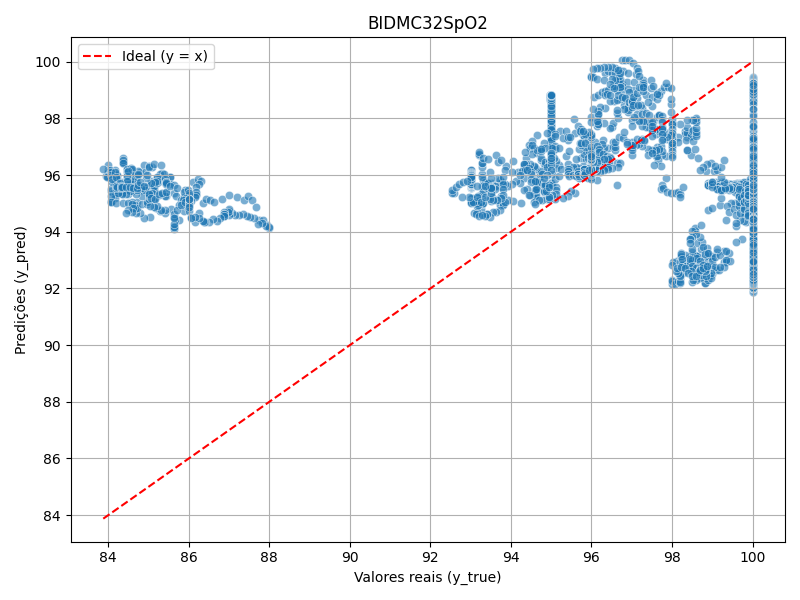 BIDMC32SpO2
Ideal (y = x)
Predições (y_pred)
100
98
96
94
92
90
88
86
84
84 86 88 90 92 94 96 98 100
Valores reais (y_true)